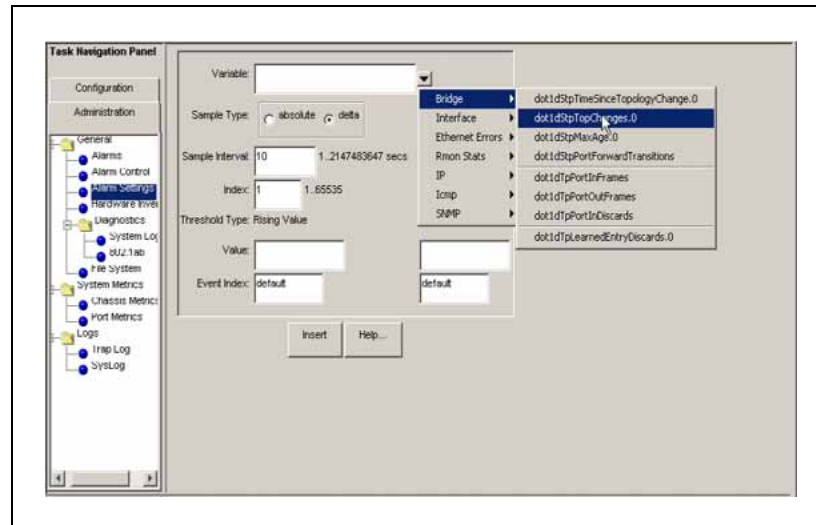 Task Navigation Panel
Configuration
Administration
General
Alarms
Alarm Control
Alarm Settings
Hardware Inve
Diagnostics
System Log
802.1ab
File System
System Metrics
Chassis Metrics
Port Metrics
Logs
Trap Log
SysLog
Variable:
Sample Type: absolute delta
Sample Interval: 10 1..2147483647 secs
Index: 1 1..65535
Threshold Type: Rising Value
Value:
Event Index: default default
Insert Help...
Bridge
Interface
Ethernet Errors
Rmon Stats
IP
Icmp
SNMP
dot1dStpTimeSinceTopologyChange.0
dot1dStpTopChanges.0
dot1dStpMaxAge.0
dot1dStpPortForwardTransitions
dot1dTpPortInFrames
dot1dTpPortOutFrames
dot1dTpPortInDiscards
dot1dTpLearnedEntryDiscards.0